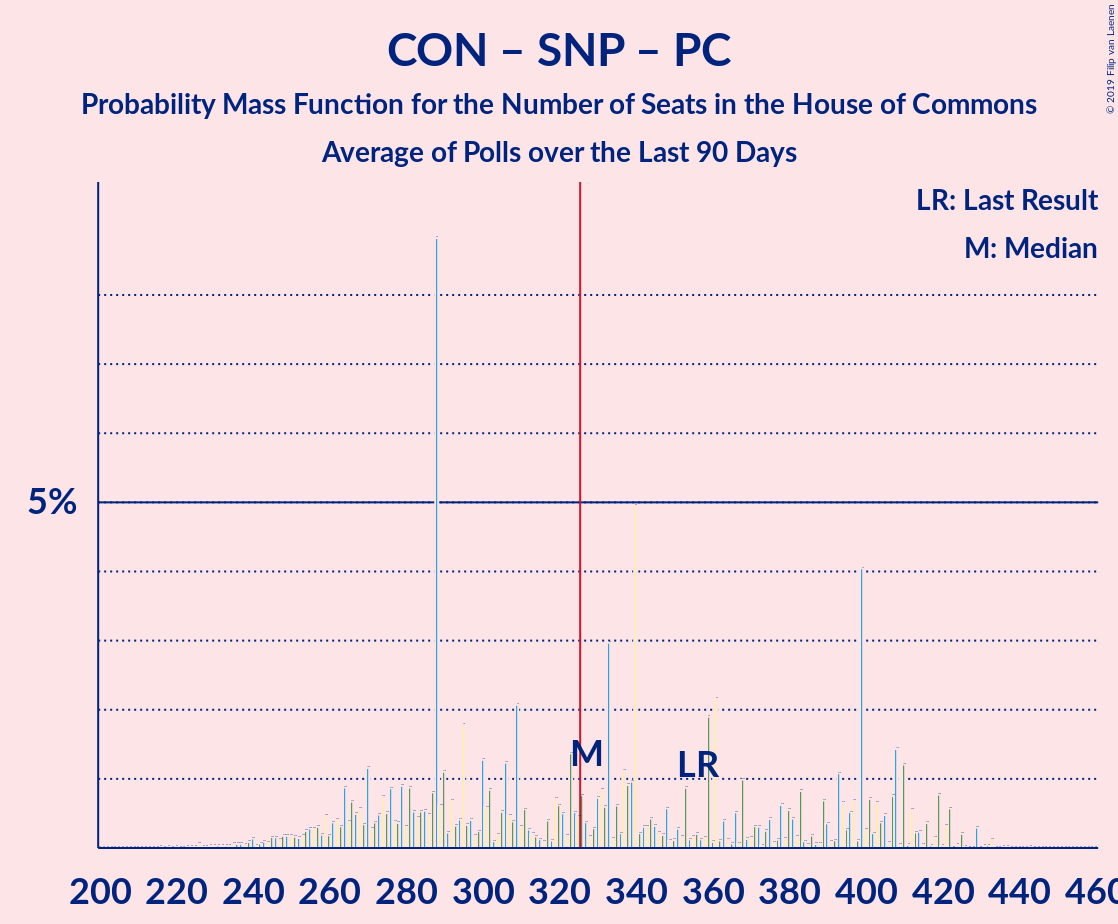 CON – SNP – PC
Probability Mass Function for the Number of Seats in the House of Commons
Average of Polls over the Last 90 Days
© 2019 Filip van Laenen
LR: Last Result
M: Median
5%
M
LR
200 220 240 260 280 300 320 340 360 380 400 420 440 460